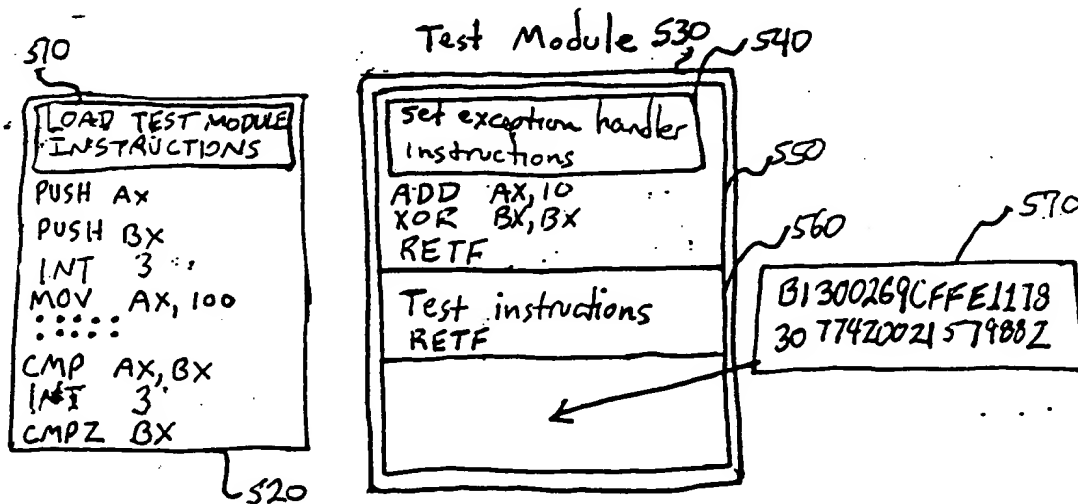 Test Module 530
540
510
LOAD TEST MODULE
INSTRUCTIONS
PUSH AX
PUSH BX
INT 3
MOV AX, 100
CMP AX, BX
INT 3
CMPZ BX
520
set exception handler
instructions
550
ADD AX, 10
XOR BX, BX
RETF
560
Test instructions
RETF
570
B1300269CFFE1178
3077420021579882